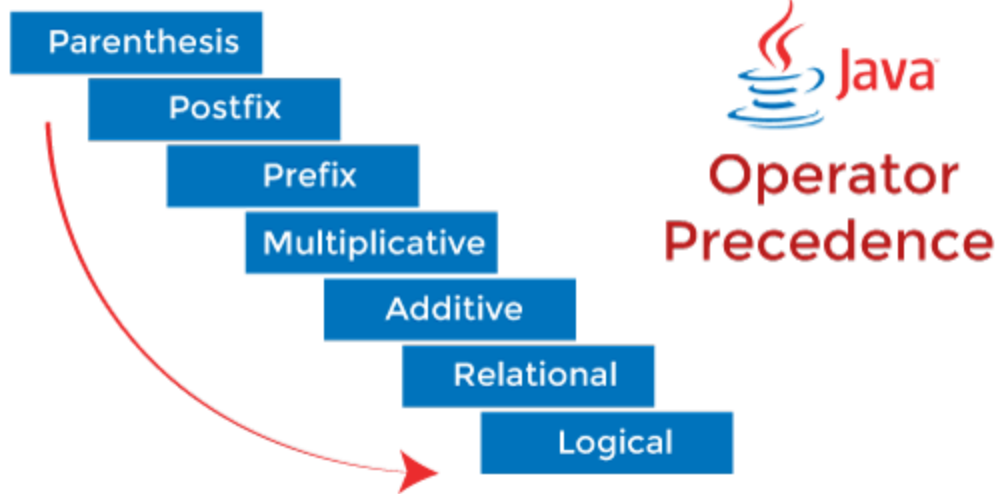 Parenthesis
Postfix
Prefix
Multiplicative
Additive
Relational
Logical
Java
Operator
Precedence